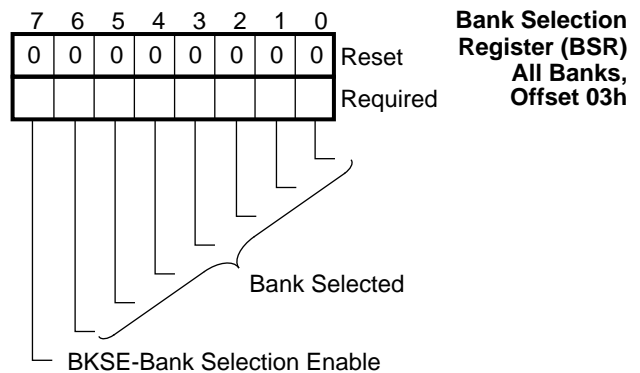 7 6 5 4 3 2 1 0
0 0 0 0 0 0 0 0 Reset
Required
Bank Selection
Register (BSR)
All Banks,
Offset 03h
Bank Selected
BKSE-Bank Selection Enable